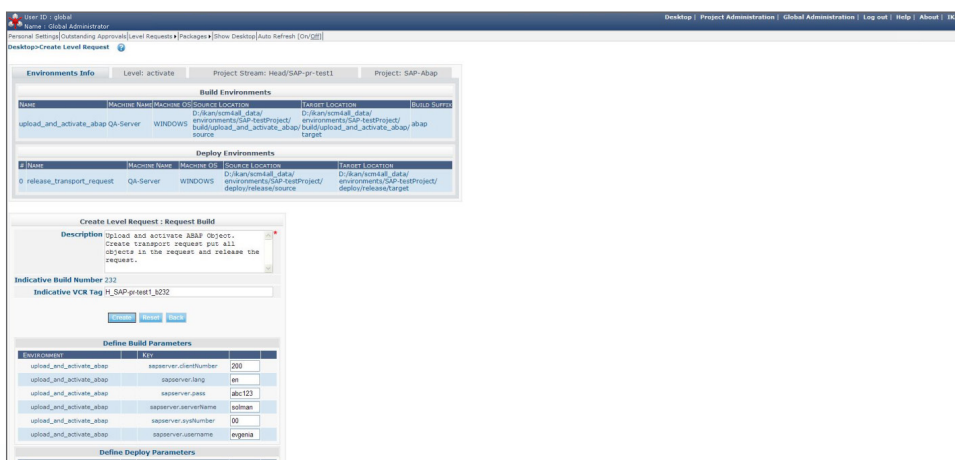 User ID : global
Name : Global Administrator
Desktop | Project Administration | Global Administration | Log out | Help | About | IK
Personal Settings|Outstanding Approvals|Level Requests|Packages|Show Desktop|Auto Refresh (On/Off)|
Desktop>Create Level Request
Environments Info Level: activate Project Stream: Head/SAP-pr-test1 Project: SAP-Abap
Build Environments
NAME MACHINE NAME MACHINE OS SOURCE LOCATION TARGET LOCATION BUILD SUFFIX
upload_and_activate_abap QA-Server WINDOWS D:/ikan/scm4all_data/environments/SAP-testProject/build/upload_and_activate_abap/source D:/ikan/scm4all_data/environments/SAP-testProject/build/upload_and_activate_abap/target abap
Deploy Environments
# NAME MACHINE NAME MACHINE OS SOURCE LOCATION TARGET LOCATION
0 release_transport_request QA-Server WINDOWS D:/ikan/scm4all_data/environments/SAP-testProject/deploy/release/source D:/ikan/scm4all_data/environments/SAP-testProject/deploy/release/target
Create Level Request : Request Build
Description Upload and activate ABAP Object.
Create transport request put all
objects in the request and release the
request.
*
Indicative Build Number 232
Indicative VCR Tag H_SAP-pr-test1_b232
Create Reset Back
Define Build Parameters
ENVIRONMENT KEY
upload_and_activate_abap sapserver.clientNumber 200
upload_and_activate_abap sapserver.lang en
upload_and_activate_abap sapserver.pass abc123
upload_and_activate_abap sapserver.serverName solman
upload_and_activate_abap sapserver.sysNumber 00
upload_and_activate_abap sapserver.username evgenia
Define Deploy Parameters